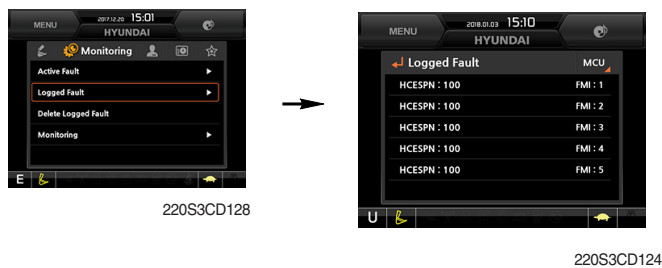 MENU
2017.12.20 15:01
HYUNDAI
Monitoring
Active Fault
Logged Fault
Delete Logged Fault
Monitoring
E
220S3CD128
MENU
2018.01.03 15:10
HYUNDAI
Logged Fault MCU
HCESPN : 100 FMI : 1
HCESPN : 100 FMI : 2
HCESPN : 100 FMI : 3
HCESPN : 100 FMI : 4
HCESPN : 100 FMI : 5
U
220S3CD124